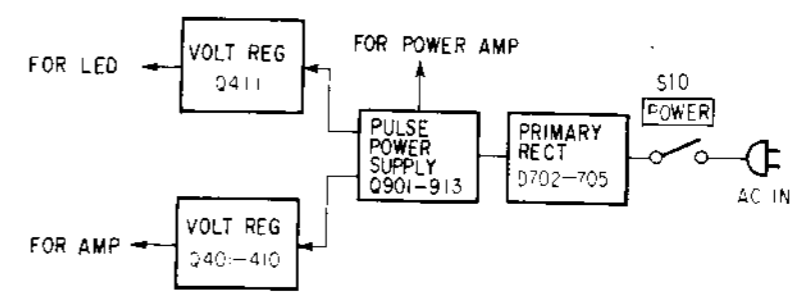 FOR LED
VOLT REG
Q411
FOR POWER AMP
S10
POWER
PULSE
POWER
SUPPLY
Q901-913
PRIMARY
RECT
D702-705
AC IN
FOR AMP
VOLT REG
Q401-410